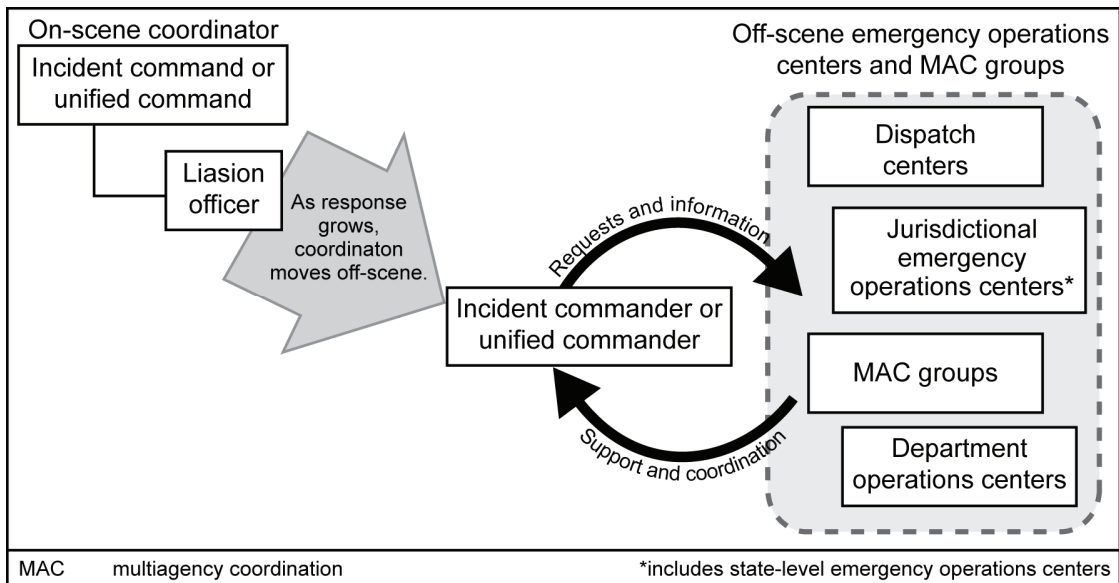 On-scene coordinator
Incident command or
unified command
Liasion
officer
As response
grows,
coordinaton
moves off-scene.
Requests and information
Incident commander or
unified commander
Support and coordination
Off-scene emergency operations
centers and MAC groups
Dispatch
centers
Jurisdictional
emergency
operations centers*
MAC groups
Department
operations centers
MAC multiagency coordination
*includes state-level emergency operations centers